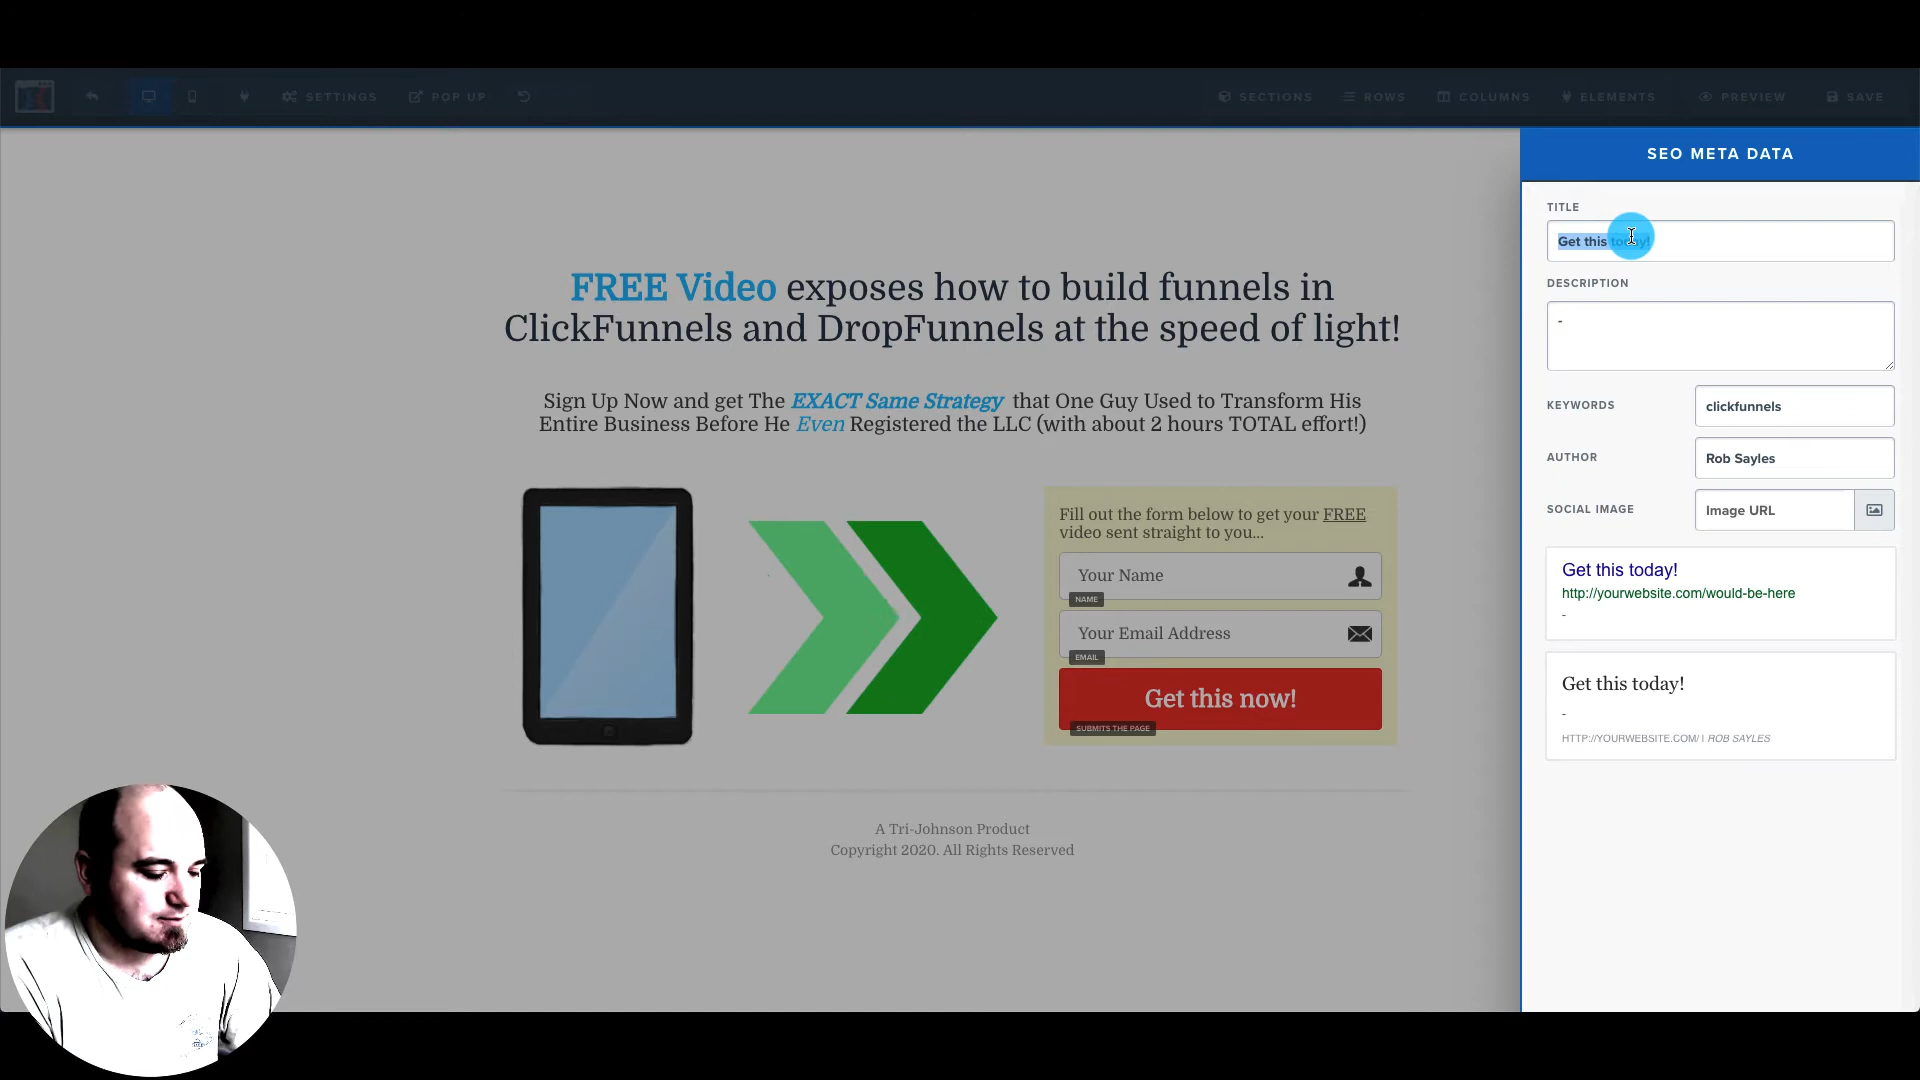 SETTINGS
POP UP
SECTIONS
ROWS
COLUMNS
ELEMENTS
PREVIEW
SAVE
SEO META DATA
TITLE
Get this today!
DESCRIPTION
-
KEYWORDS
clickfunnels
AUTHOR
Rob Sayles
SOCIAL IMAGE
Image URL
Get this today!
http://yourwebsite.com/would-be-here
-
Get this today!
-
HTTP://YOURWEBSITE.COM/ | ROB SAYLES
FREE Video exposes how to build funnels in
ClickFunnels and DropFunnels at the speed of light!
Sign Up Now and get The EXACT Same Strategy that One Guy Used to Transform His
Entire Business Before He Even Registered the LLC (with about 2 hours TOTAL effort!)
Fill out the form below to get your FREE
video sent straight to you...
Your Name
NAME
Your Email Address
EMAIL
Get this now!
SUBMITS THE PAGE
A Tri-Johnson Product
Copyright 2020. All Rights Reserved